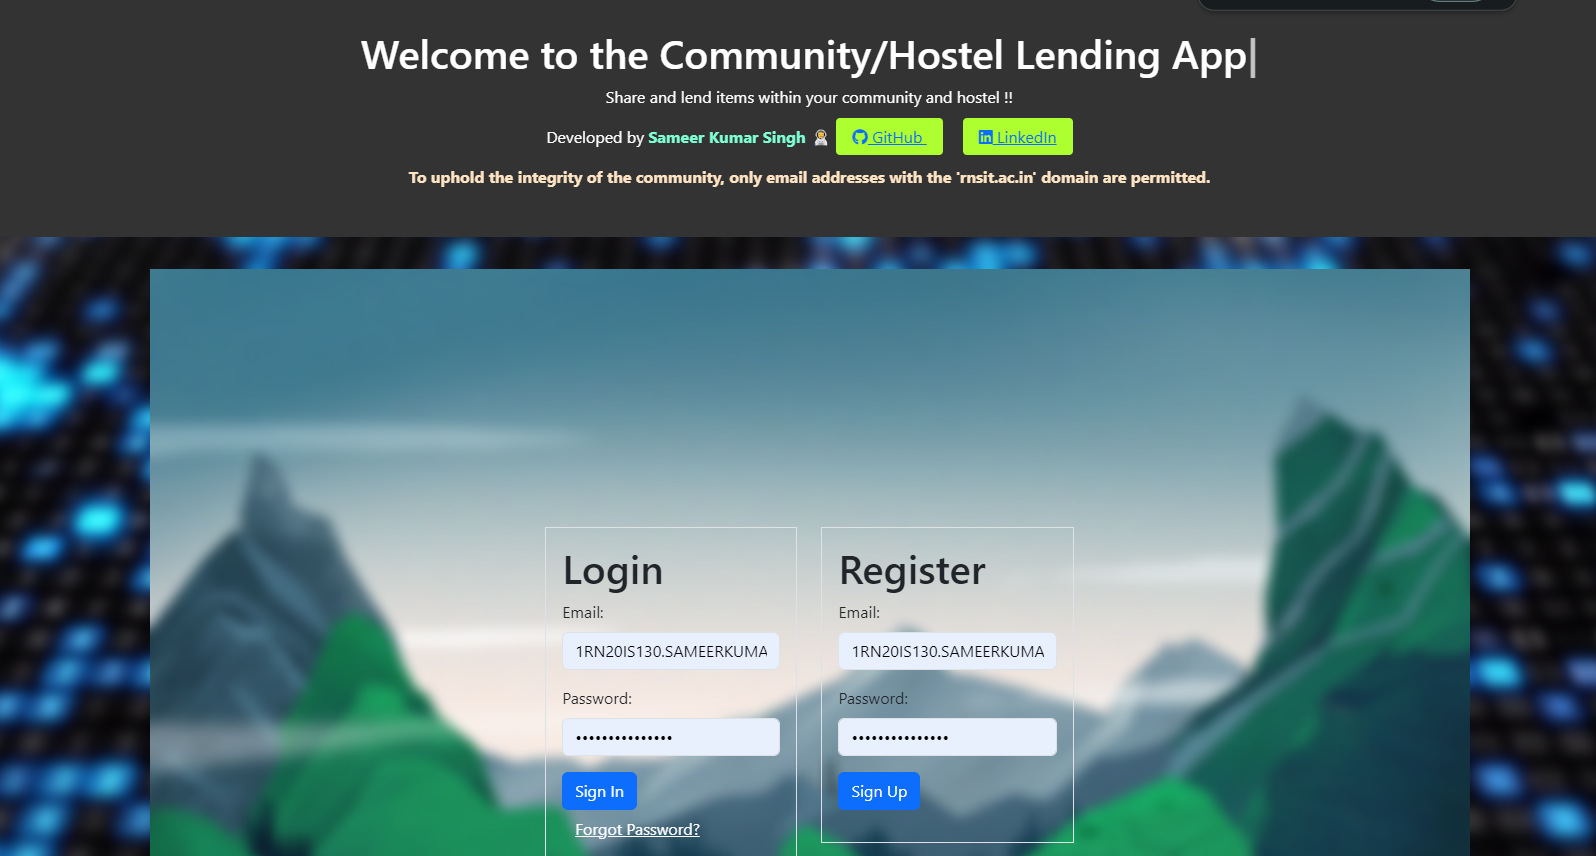 Welcome to the Community/Hostel Lending App|
Share and lend items within your community and hostel !!
Developed by Sameer Kumar Singh 👨‍🚀 GitHub LinkedIn
To uphold the integrity of the community, only email addresses with the 'rnsit.ac.in' domain are permitted.
Login
Email:
1RN20IS130.SAMEERKUMA
Password:
•••••••••••••••
Sign In
Forgot Password?
Register
Email:
1RN20IS130.SAMEERKUMA
Password:
•••••••••••••••
Sign Up